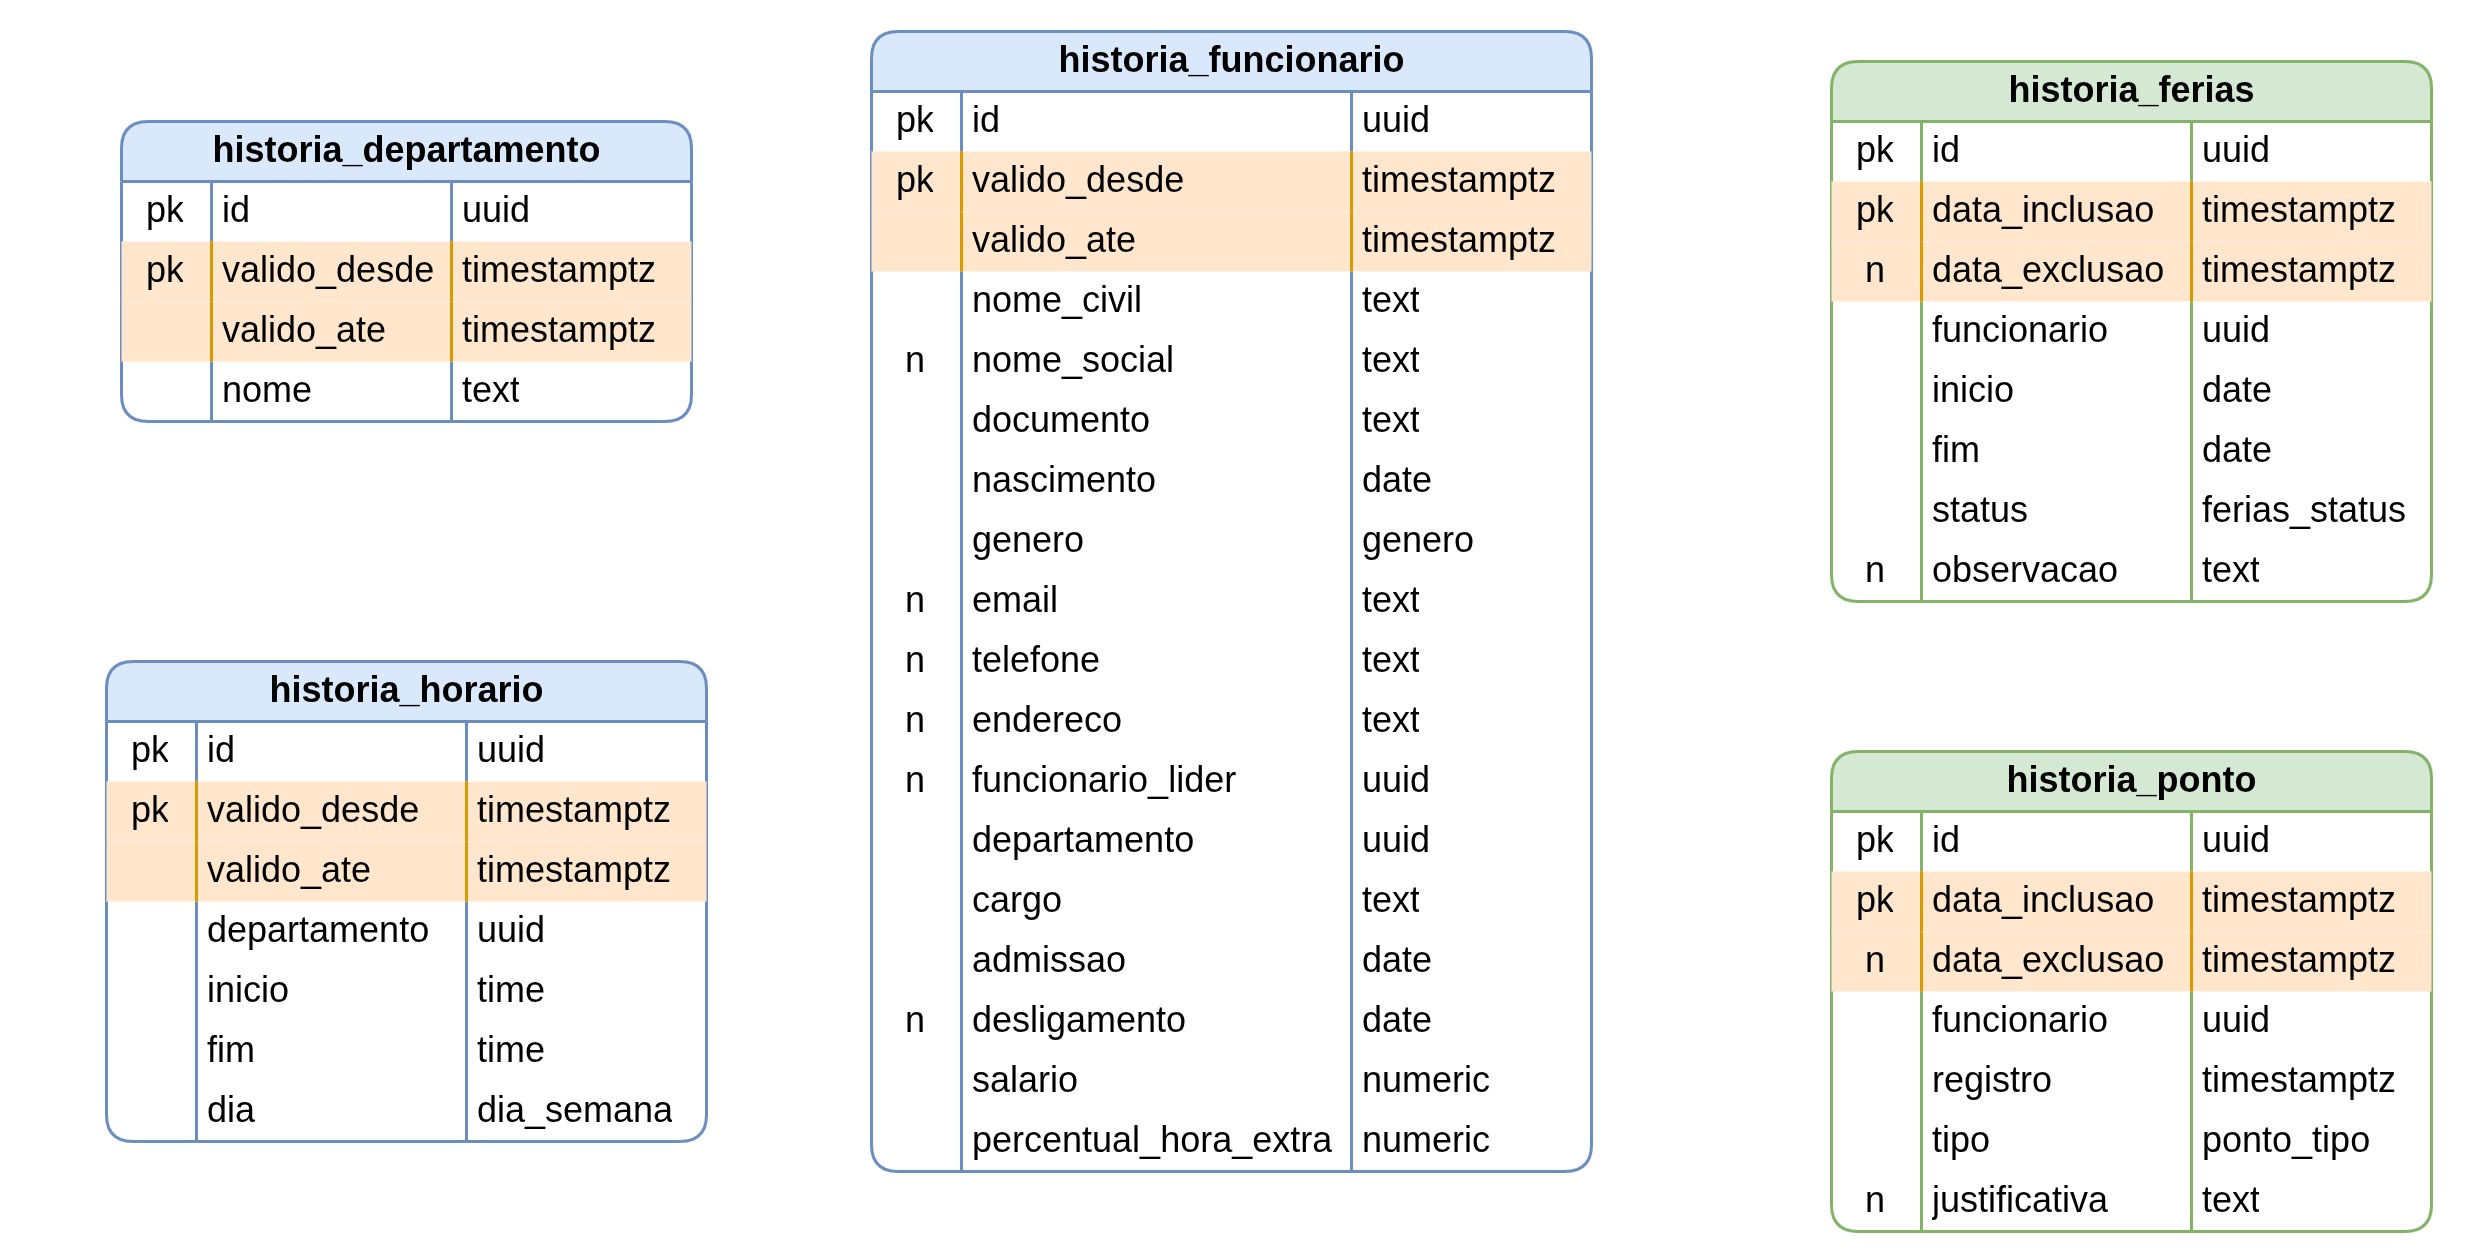 historia_departamento
pk id uuid
pk valido_desde timestamptz
valido_ate timestamptz
nome text
historia_horario
pk id uuid
pk valido_desde timestamptz
valido_ate timestamptz
departamento uuid
inicio time
fim time
dia dia_semana
historia_funcionario
pk id uuid
pk valido_desde timestamptz
valido_ate timestamptz
nome_civil text
n nome_social text
documento text
nascimento date
genero genero
n email text
n telefone text
n endereco text
n funcionario_lider uuid
departamento uuid
cargo text
admissao date
n desligamento date
salario numeric
percentual_hora_extra numeric
historia_ferias
pk id uuid
pk data_inclusao timestamptz
n data_exclusao timestamptz
funcionario uuid
inicio date
fim date
status ferias_status
n observacao text
historia_ponto
pk id uuid
pk data_inclusao timestamptz
n data_exclusao timestamptz
funcionario uuid
registro timestamptz
tipo ponto_tipo
n justificativa text